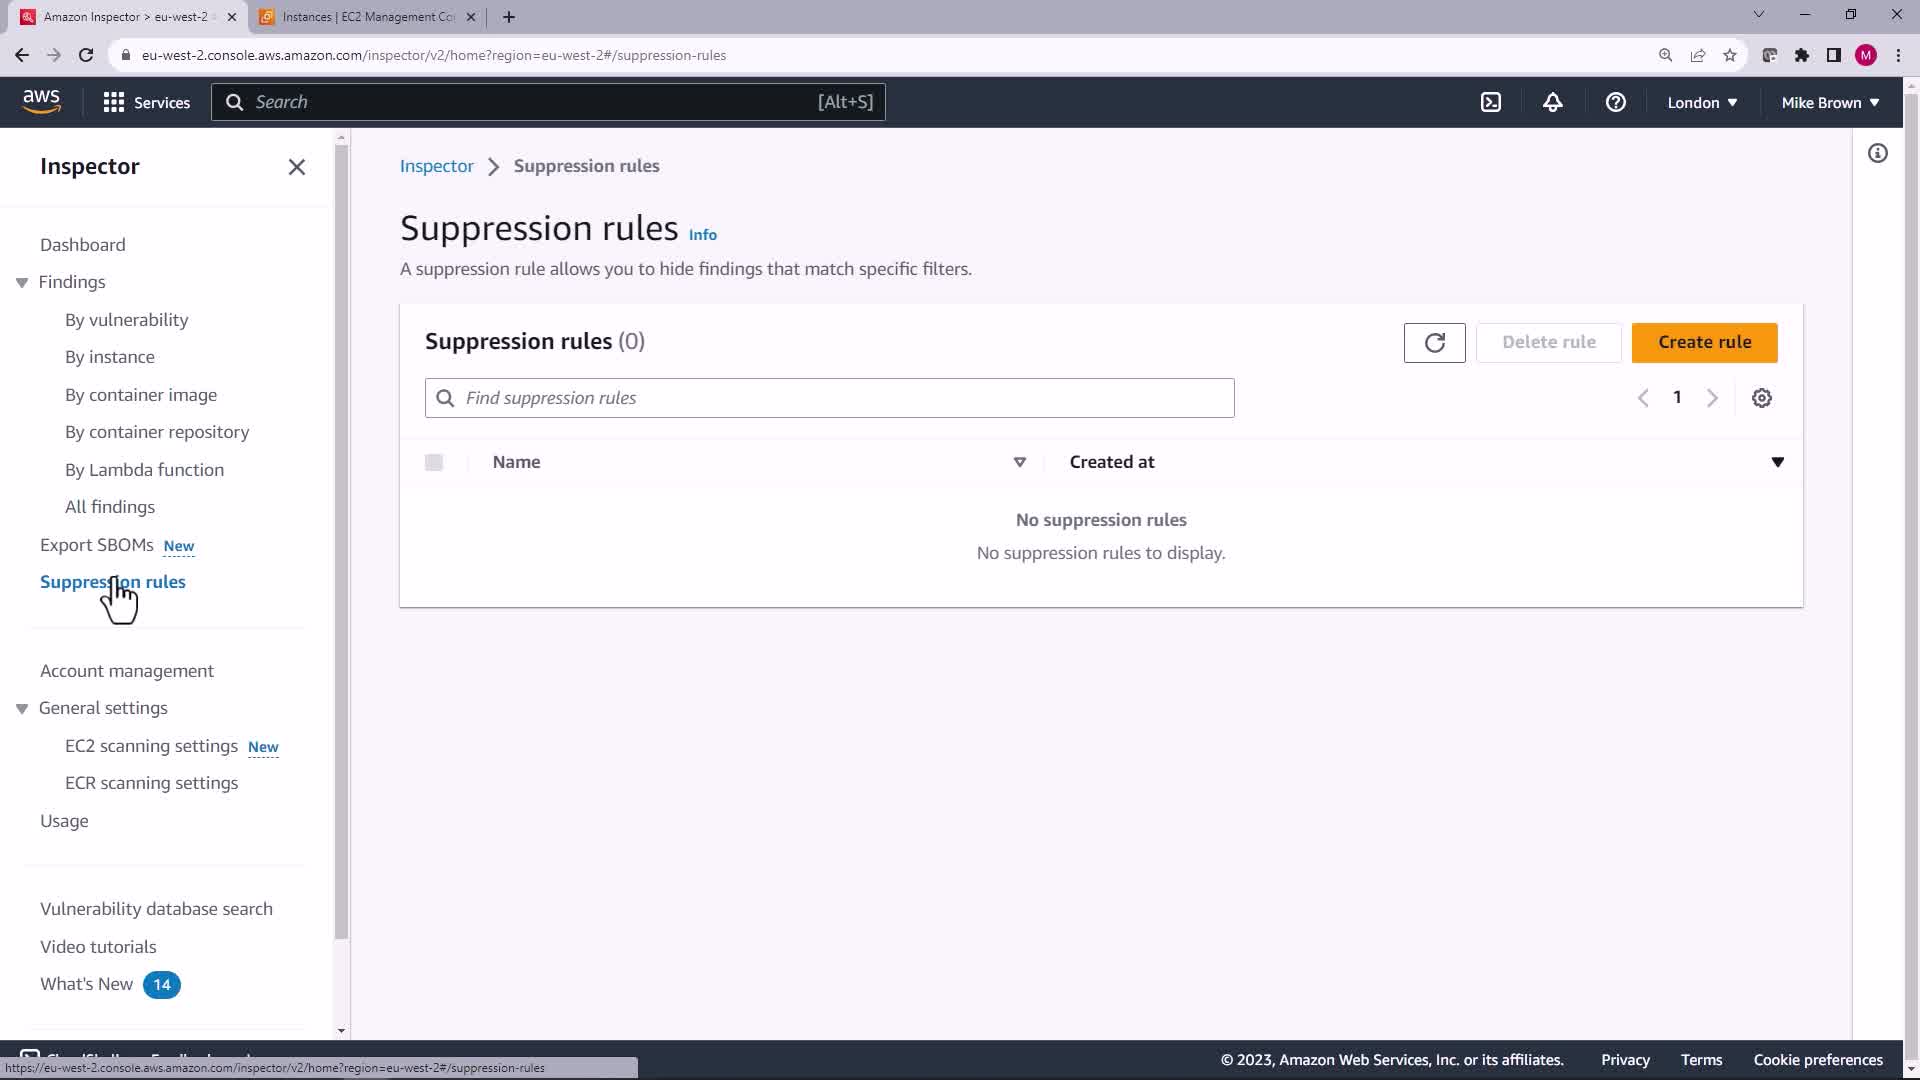 Amazon Inspector > eu-west-2
Instances | EC2 Management Co
eu-west-2.console.aws.amazon.com/inspector/v2/home?region=eu-west-2#/suppression-rules
M
aws
Services
Search
[Alt+S]
London
Mike Brown
Inspector
Dashboard
Findings
By vulnerability
By instance
By container image
By container repository
By Lambda function
All findings
Export SBOMs New
Suppression rules
Account management
General settings
EC2 scanning settings New
ECR scanning settings
Usage
Vulnerability database search
Video tutorials
What's New 14
Inspector > Suppression rules
Suppression rules Info
A suppression rule allows you to hide findings that match specific filters.
Suppression rules (0)
Delete rule
Create rule
Find suppression rules
1
Name
Created at
No suppression rules
No suppression rules to display.
© 2023, Amazon Web Services, Inc. or its affiliates.
Privacy
Terms
Cookie preferences
https://eu-west-2.console.aws.amazon.com/inspector/v2/home?region=eu-west-2#/suppression-rules